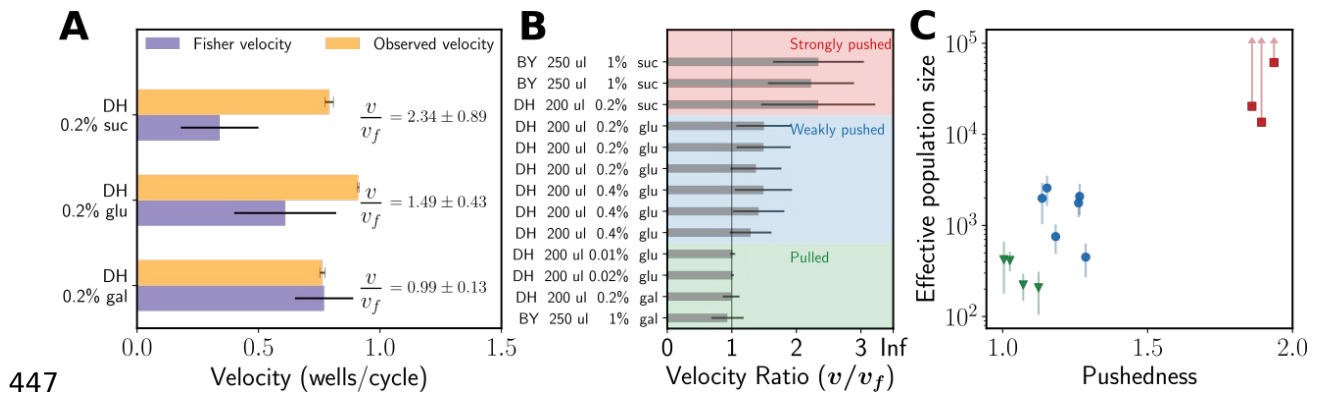 A
Fisher velocity
Observed velocity
DH
0.2% suc
v/v_f = 2.34 ± 0.89
DH
0.2% glu
v/v_f = 1.49 ± 0.43
DH
0.2% gal
v/v_f = 0.99 ± 0.13
0.0 0.5 1.0 1.5
Velocity (wells/cycle)
B
Strongly pushed
BY 250 ul 1% suc
BY 250 ul 1% suc
DH 200 ul 0.2% suc
Weakly pushed
DH 200 ul 0.2% glu
DH 200 ul 0.2% glu
DH 200 ul 0.2% glu
DH 200 ul 0.4% glu
DH 200 ul 0.4% glu
DH 200 ul 0.4% glu
Pulled
DH 200 ul 0.01% glu
DH 200 ul 0.02% glu
DH 200 ul 0.2% gal
BY 250 ul 1% gal
0 1 2 3 Inf
Velocity Ratio (v/v_f)
C
Effective population size
10^5
10^4
10^3
10^2
1.0 1.5 2.0
Pushedness
447